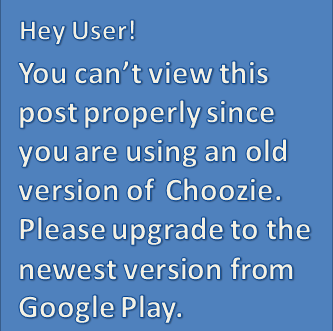 Hey User!
You can’t view this
post properly since
you are using an old
version of Choozie.
Please upgrade to the
newest version from
Google Play.